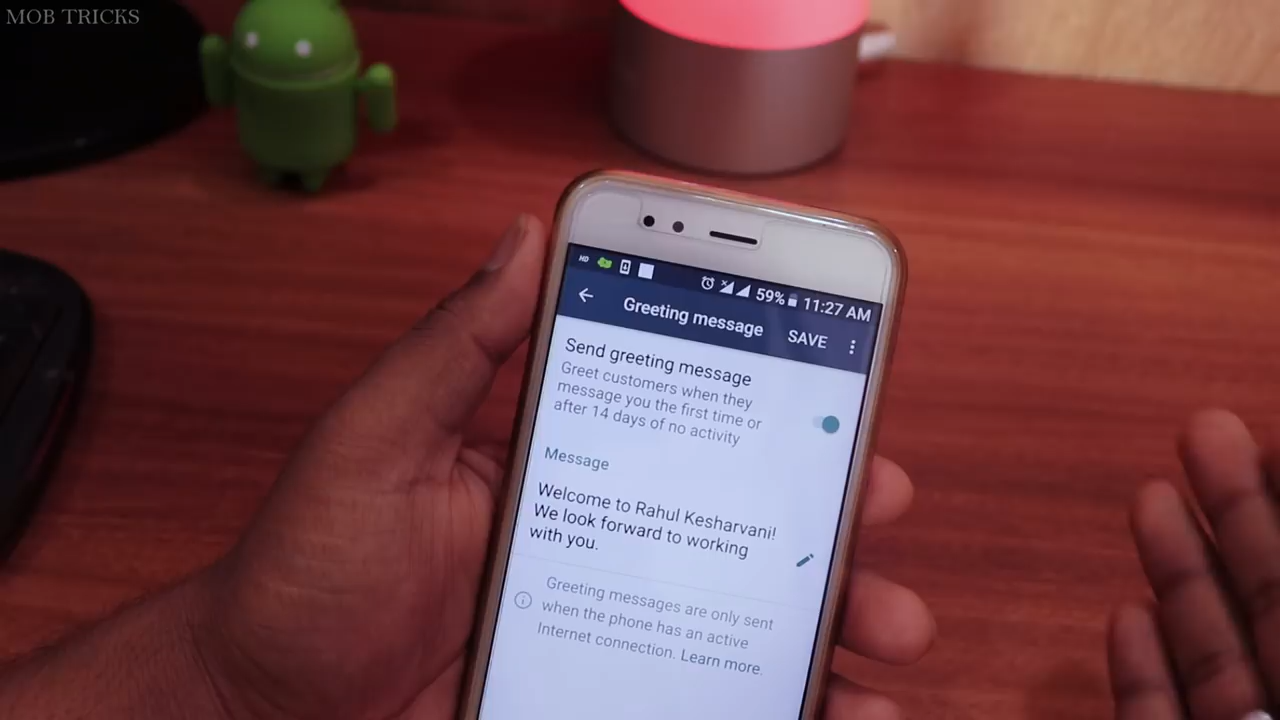 MOB TRICKS
HD 59% 11:27 AM
Greeting message SAVE
Send greeting message
Greet customers when they
message you the first time or
after 14 days of no activity
Message
Welcome to Rahul Kesharvani!
We look forward to working
with you.
Greeting messages are only sent
when the phone has an active
Internet connection. Learn more.